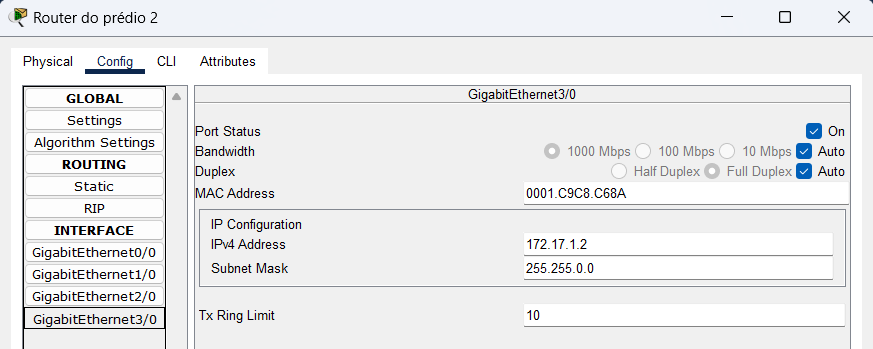 Router do prédio 2
Physical Config CLI Attributes
GLOBAL
Settings
Algorithm Settings
ROUTING
Static
RIP
INTERFACE
GigabitEthernet0/0
GigabitEthernet1/0
GigabitEthernet2/0
GigabitEthernet3/0
GigabitEthernet3/0
Port Status On
Bandwidth 1000 Mbps 100 Mbps 10 Mbps Auto
Duplex Half Duplex Full Duplex Auto
MAC Address 0001.C9C8.C68A
IP Configuration
IPv4 Address 172.17.1.2
Subnet Mask 255.255.0.0
Tx Ring Limit 10